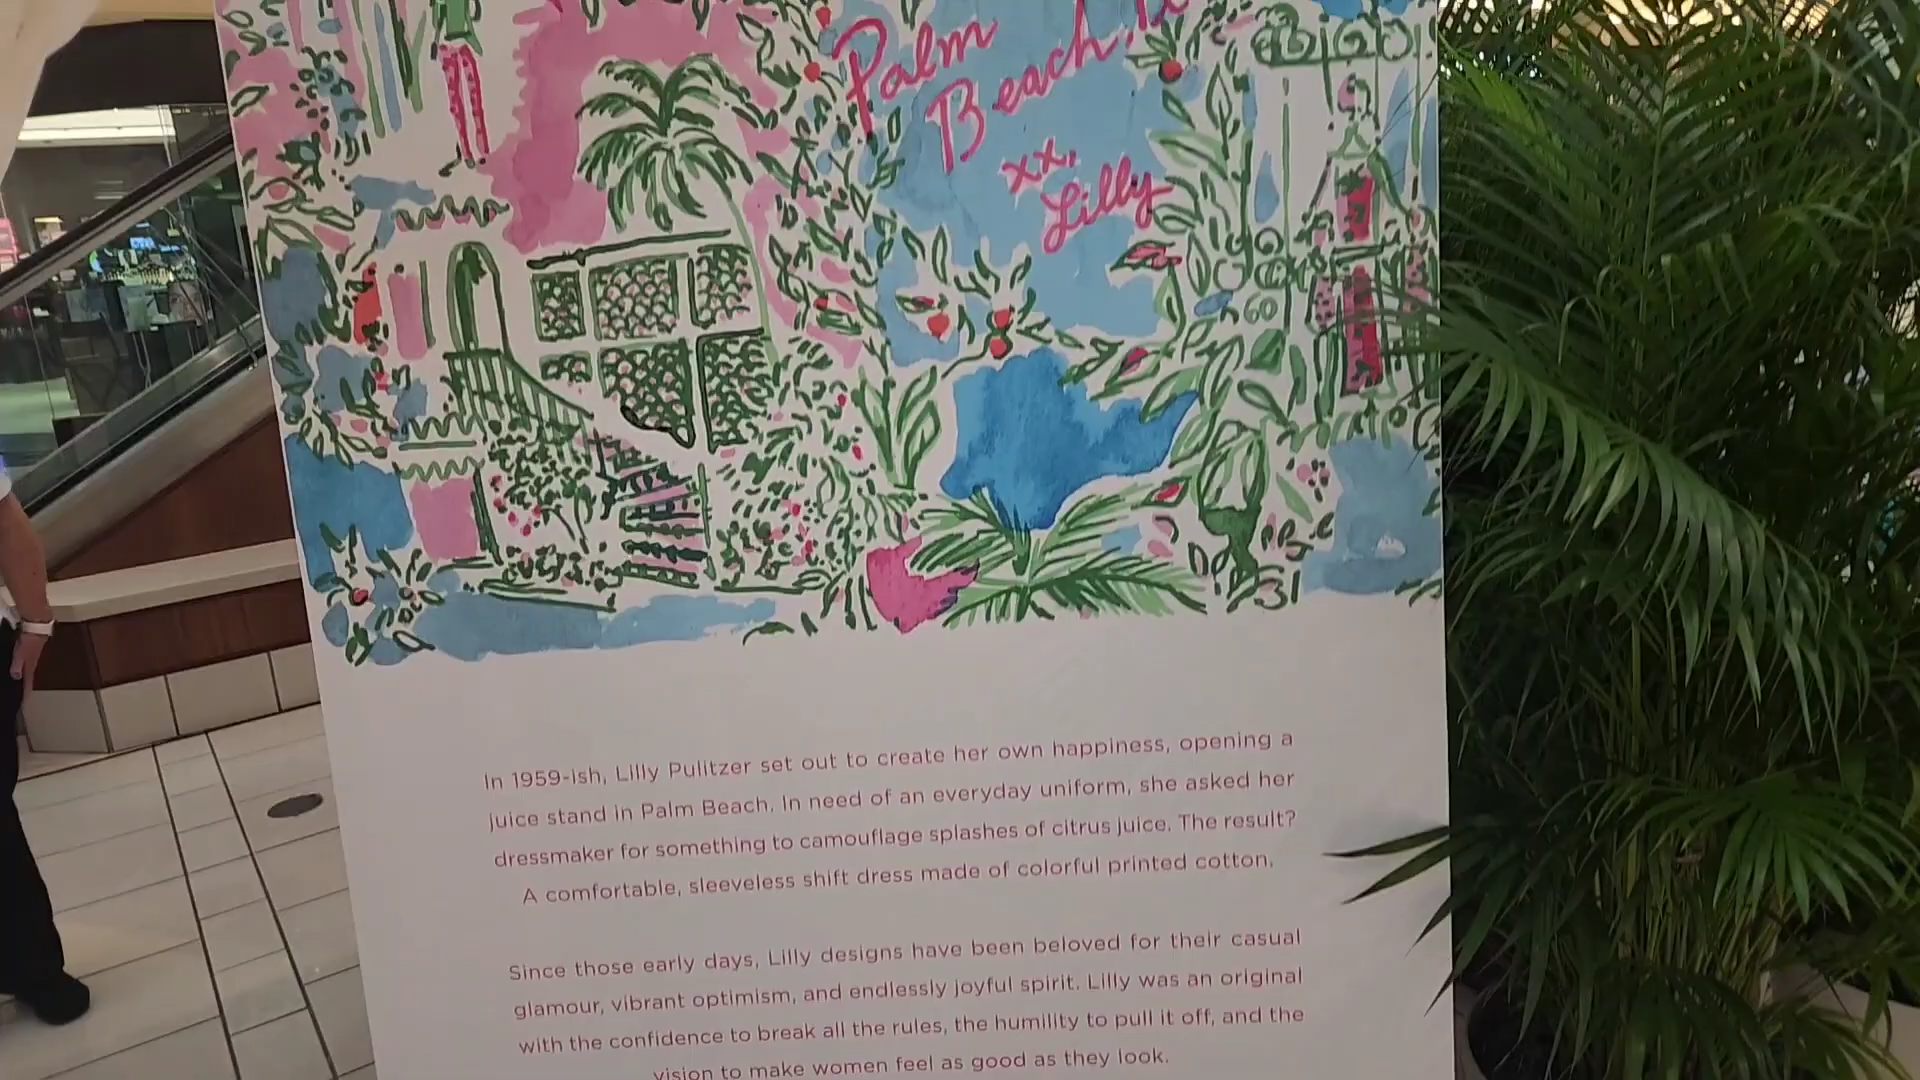 Palm
Beach,
xx,
Lilly
In 1959-ish, Lilly Pulitzer set out to create her own happiness, opening a
juice stand in Palm Beach. In need of an everyday uniform, she asked her
dressmaker for something to camouflage splashes of citrus juice. The result?
A comfortable, sleeveless shift dress made of colorful printed cotton.
Since those early days, Lilly designs have been beloved for their casual
glamour, vibrant optimism, and endlessly joyful spirit. Lilly was an original
with the confidence to break all the rules, the humility to pull it off, and the
vision to make women feel as good as they look.